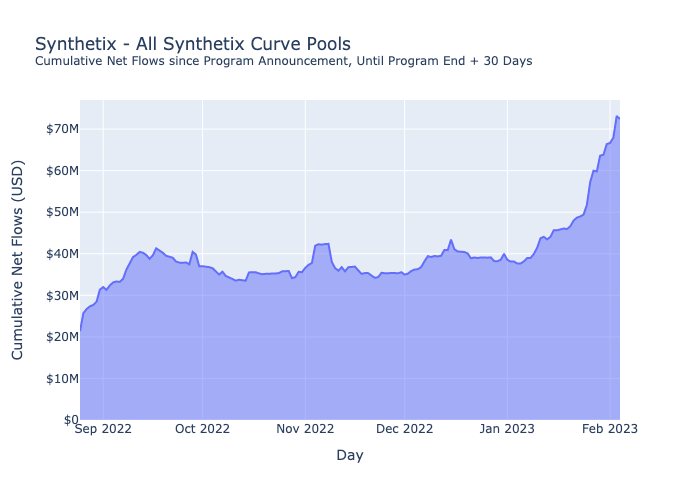 Synthetix - All Synthetix Curve Pools
Cumulative Net Flows since Program Announcement, Until Program End + 30 Days
Cumulative Net Flows (USD)
$70M
$60M
$50M
$40M
$30M
$20M
$10M
$0
Sep 2022 Oct 2022 Nov 2022 Dec 2022 Jan 2023 Feb 2023
Day